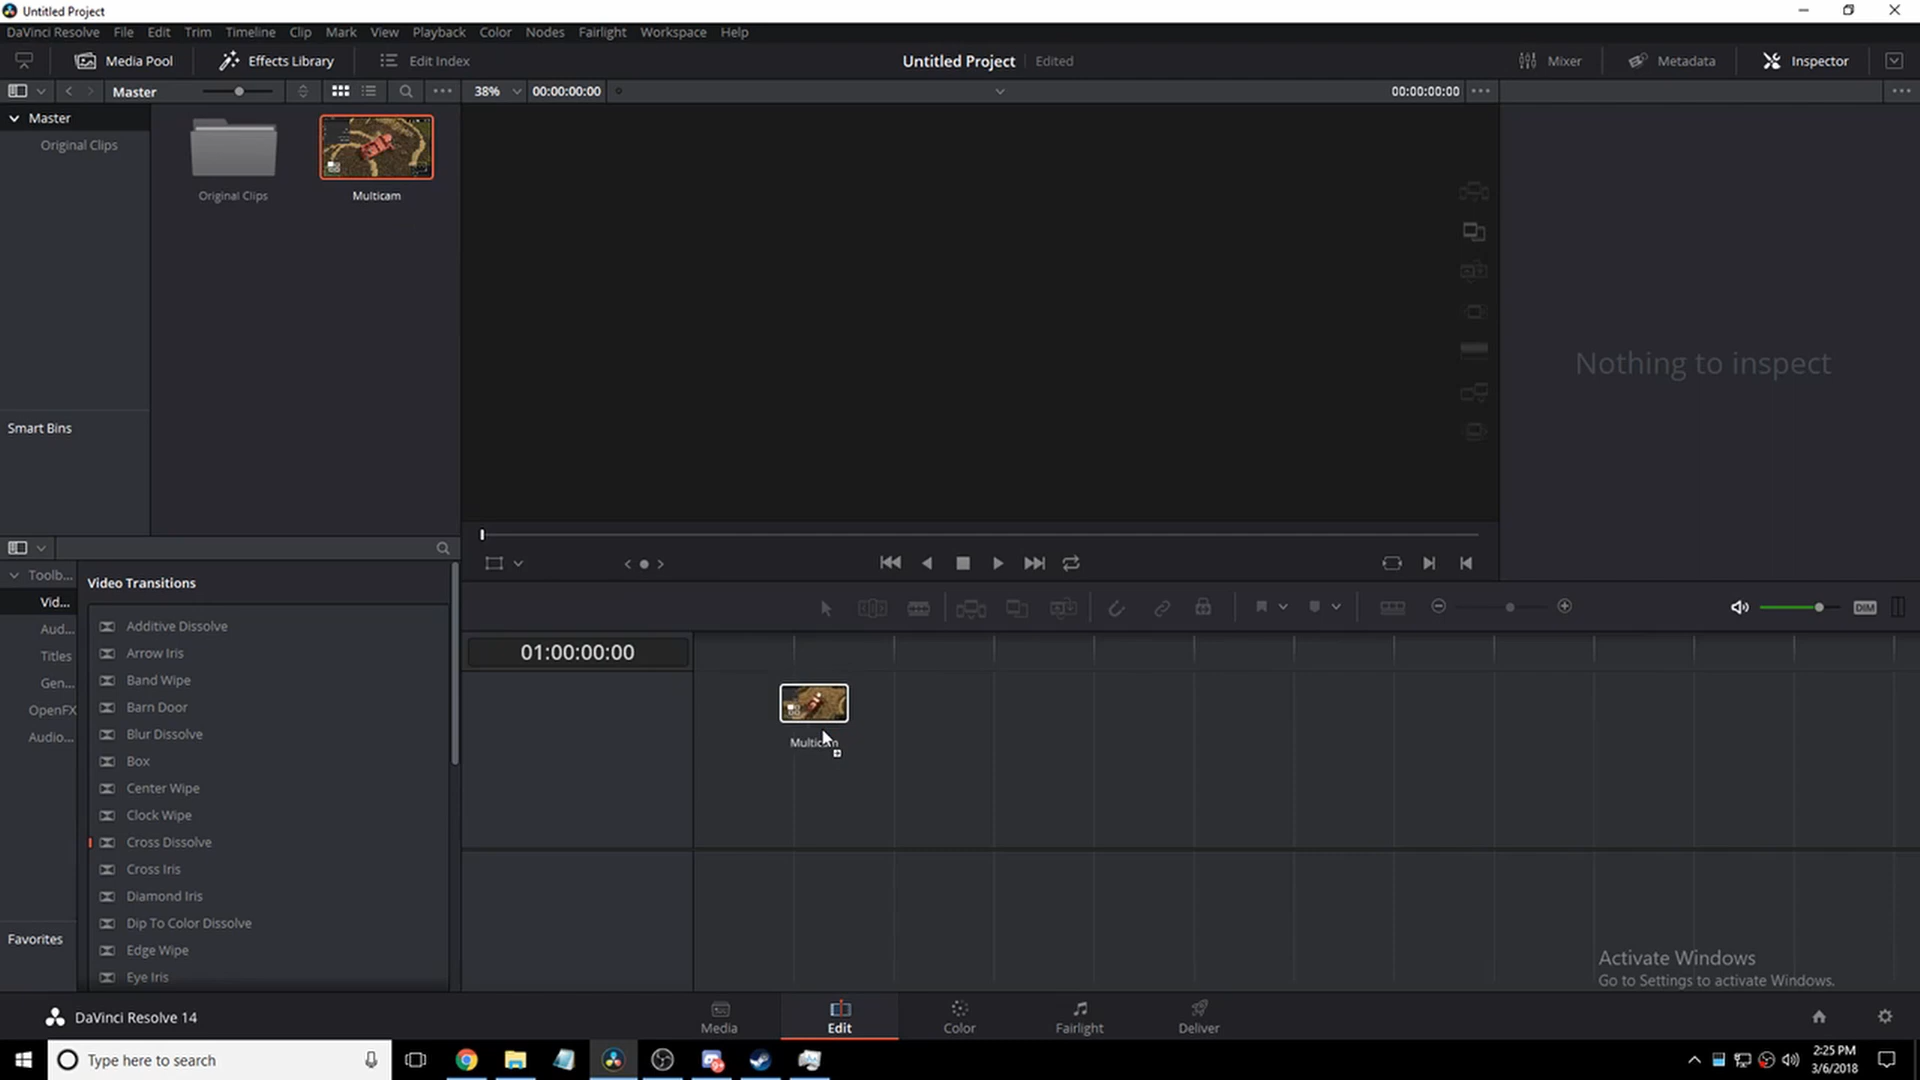 Untitled Project
DaVinci Resolve File Edit Trim Timeline Clip Mark View Playback Color Nodes Fairlight Workspace Help
Media Pool Effects Library Edit Index Untitled Project Edited Mixer Metadata Inspector
Master 38% 00:00:00:00 00:00:00:00
Master
Original Clips
Original Clips Multicam
Nothing to inspect
Smart Bins
Toolb...
Vid...
Aud...
Titles
Gen...
OpenFX
Audio...
Favorites
Video Transitions
Additive Dissolve
Arrow Iris
Band Wipe
Barn Door
Blur Dissolve
Box
Center Wipe
Clock Wipe
Cross Dissolve
Cross Iris
Diamond Iris
Dip To Color Dissolve
Edge Wipe
Eye Iris
DIM
01:00:00:00
Multicam
Activate Windows
Go to Settings to activate Windows.
DaVinci Resolve 14 Media Edit Color Fairlight Deliver
Type here to search
2:25 PM
3/6/2018